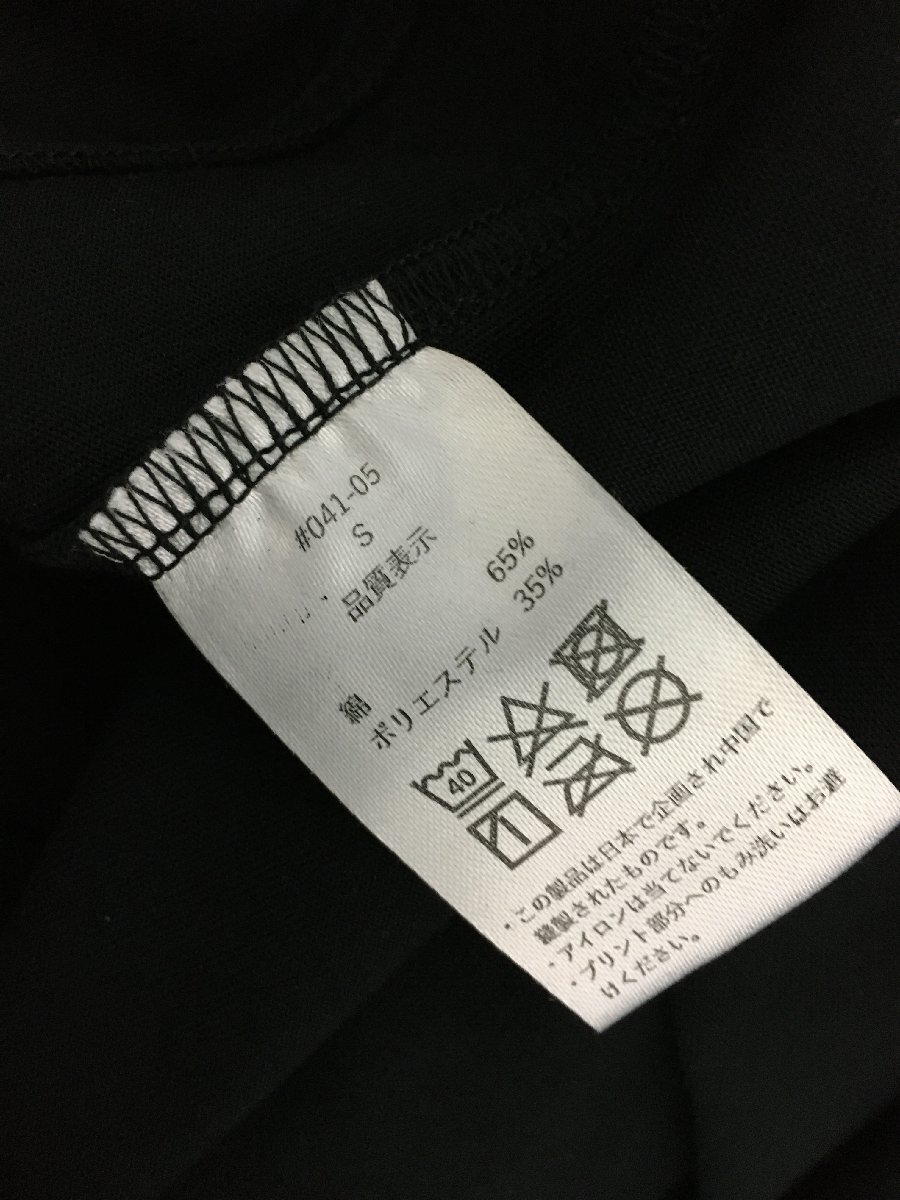 #041-05
S
品質表示
綿 65%
ポリエステル 35%
40
・この製品は日本で企画され中国で
縫製されたものです。
・アイロンは当てないでください。
・プリント部分へのもみ洗いはお避
けください。